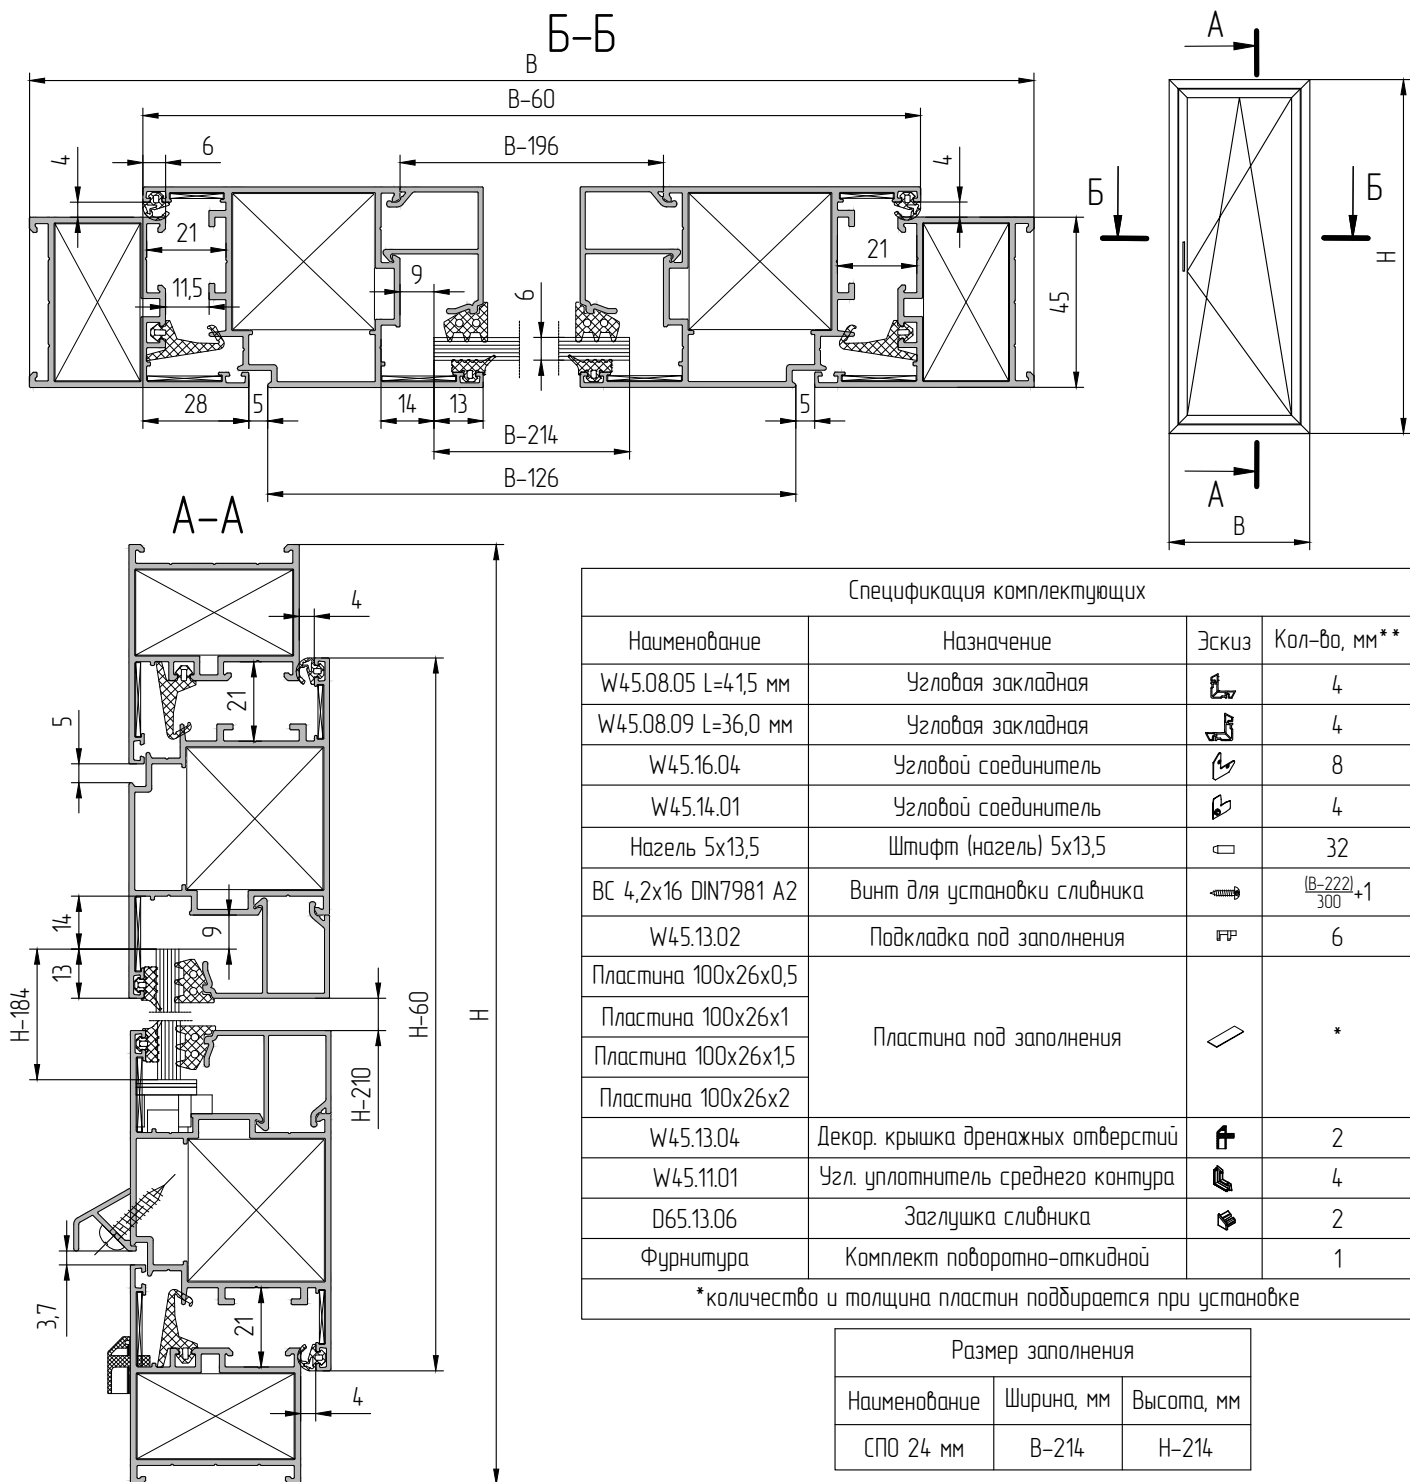 Б-Б
В
В-60
В-196
4
6
4
21
21
11,5
9
6
45
28
5
14
13
5
В-214
В-126
А
Б
Б
Н
А
В
А-А
4
21
5
14
9
13
Н-184
Н-60
Н
Н-210
3,7
21
4
Спецификация комплектующих
Наименование Назначение Эскиз Кол-во, мм**
W45.08.05 L=41,5 мм Угловая закладная 4
W45.08.09 L=36,0 мм Угловая закладная 4
W45.16.04 Угловой соединитель 8
W45.14.01 Угловой соединитель 4
Нагель 5х13,5 Штифт (нагель) 5х13,5 32
ВС 4,2х16 DIN7981 А2 Винт для установки сливника (В-222)/300+1
W45.13.02 Подкладка под заполнения 6
Пластина 100х26х0,5
Пластина 100х26х1
Пластина под заполнения *
Пластина 100х26х1,5
Пластина 100х26х2
W45.13.04 Декор. крышка дренажных отверстий 2
W45.11.01 Угл. уплотнитель среднего контура 4
D65.13.06 Заглушка сливника 2
Фурнитура Комплект поворотно-откидной 1
*количество и толщина пластин подбирается при установке
Размер заполнения
Наименование Ширина, мм Высота, мм
СПО 24 мм В-214 Н-214